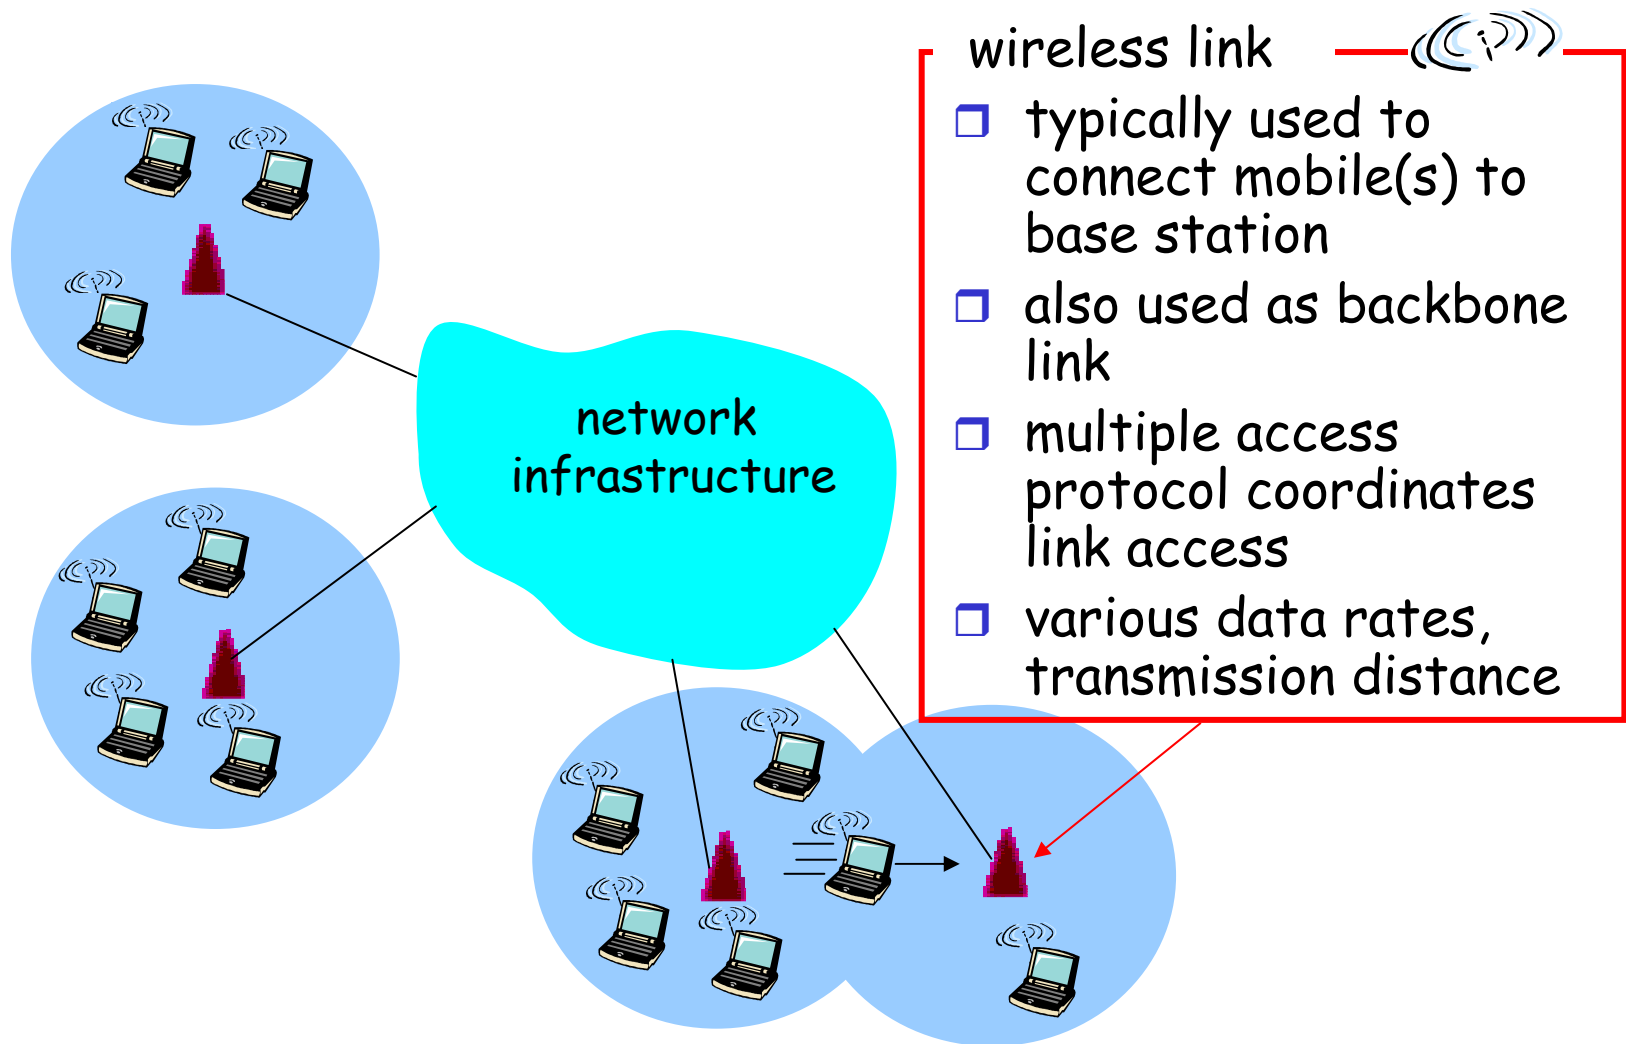 wireless link
typically used to
connect mobile(s) to
base station
also used as backbone
link
multiple access
protocol coordinates
link access
various data rates,
transmission distance
network
infrastructure